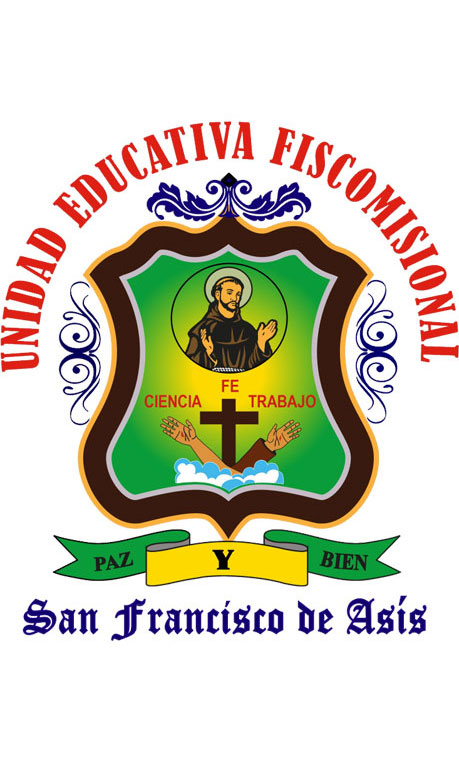 UNIDAD EDUCATIVA FISCOMISIONAL
FE
CIENCIA TRABAJO
PAZ Y BIEN
San Francisco de Asís